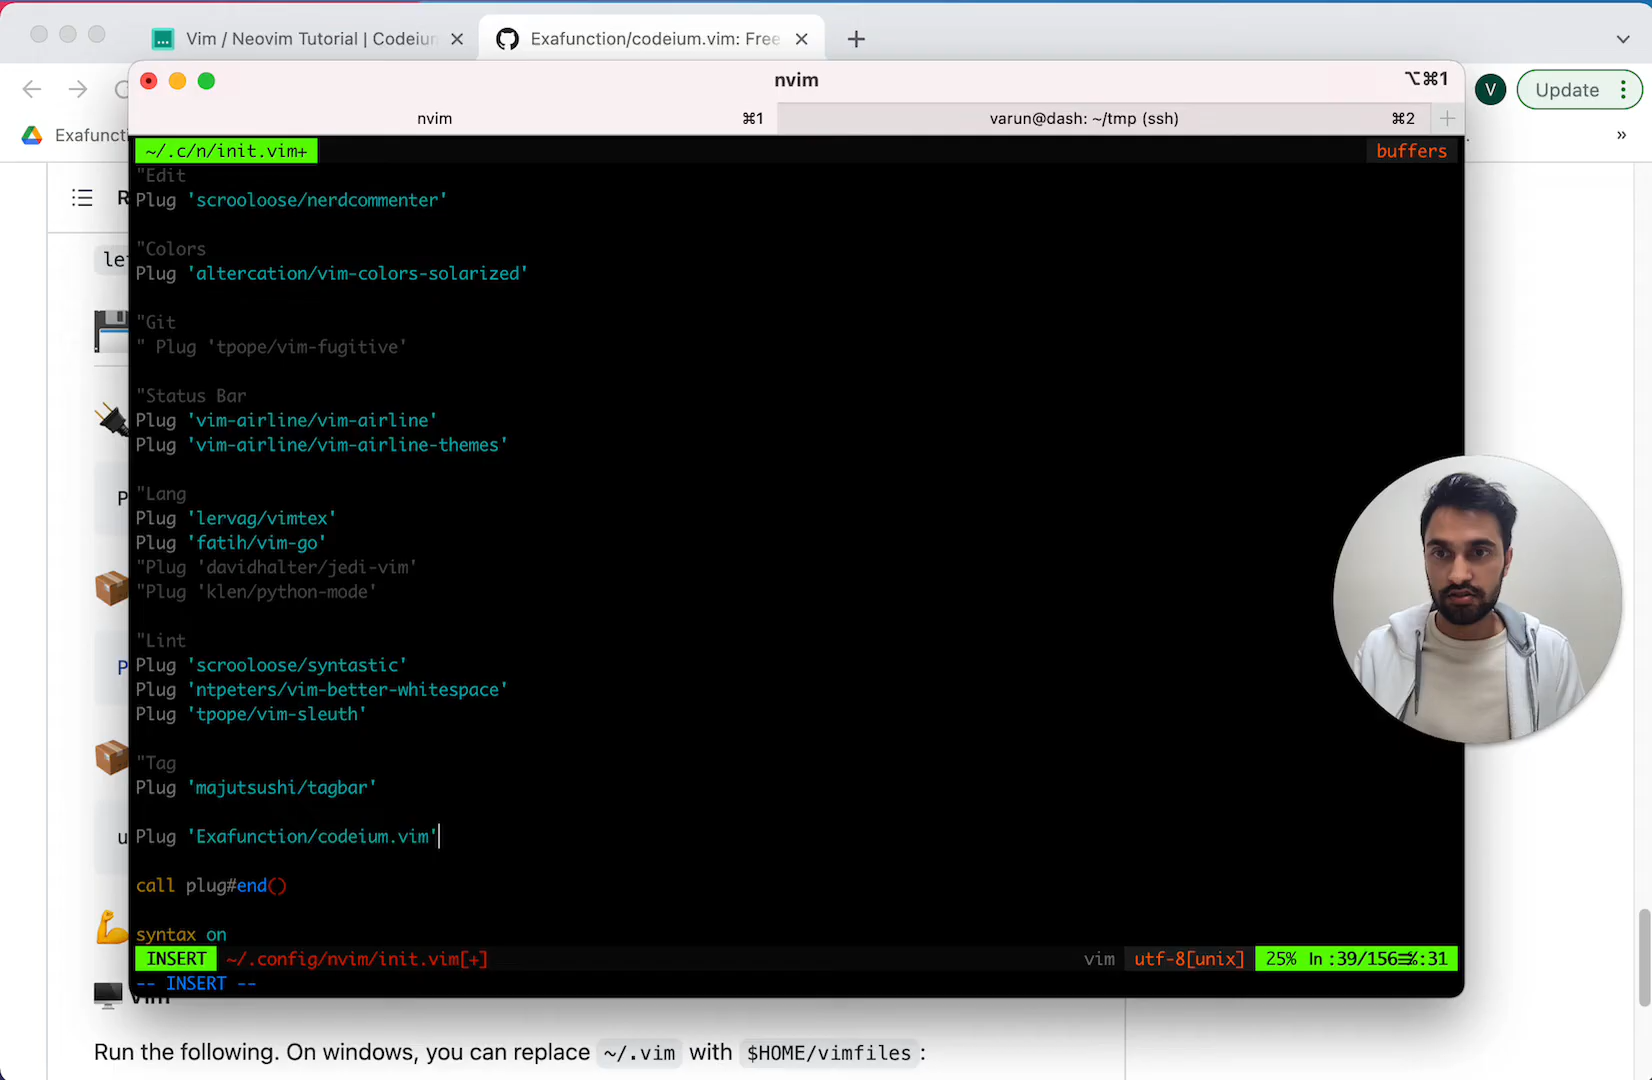 Vim / Neovim Tutorial | Codeium
Exafunction/codeium.vim: Free
nvim
⌥⌘1
V
Update
nvim ⌘1
varun@dash: ~/tmp (ssh) ⌘2
Exafuncti
»
~/.c/n/init.vim+
buffers
"Edit
Plug 'scrooloose/nerdcommenter'
"Colors
Plug 'altercation/vim-colors-solarized'
"Git
" Plug 'tpope/vim-fugitive'
"Status Bar
Plug 'vim-airline/vim-airline'
Plug 'vim-airline/vim-airline-themes'
"Lang
Plug 'lervag/vimtex'
Plug 'fatih/vim-go'
"Plug 'davidhalter/jedi-vim'
"Plug 'klen/python-mode'
"Lint
Plug 'scrooloose/syntastic'
Plug 'ntpeters/vim-better-whitespace'
Plug 'tpope/vim-sleuth'
"Tag
Plug 'majutsushi/tagbar'
Plug 'Exafunction/codeium.vim'
call plug#end()
syntax on
INSERT ~/.config/nvim/init.vim[+] vim utf-8[unix] 25% ln :39/156≡%:31
-- INSERT --
Vim
Run the following. On windows, you can replace ~/.vim with $HOME/vimfiles :